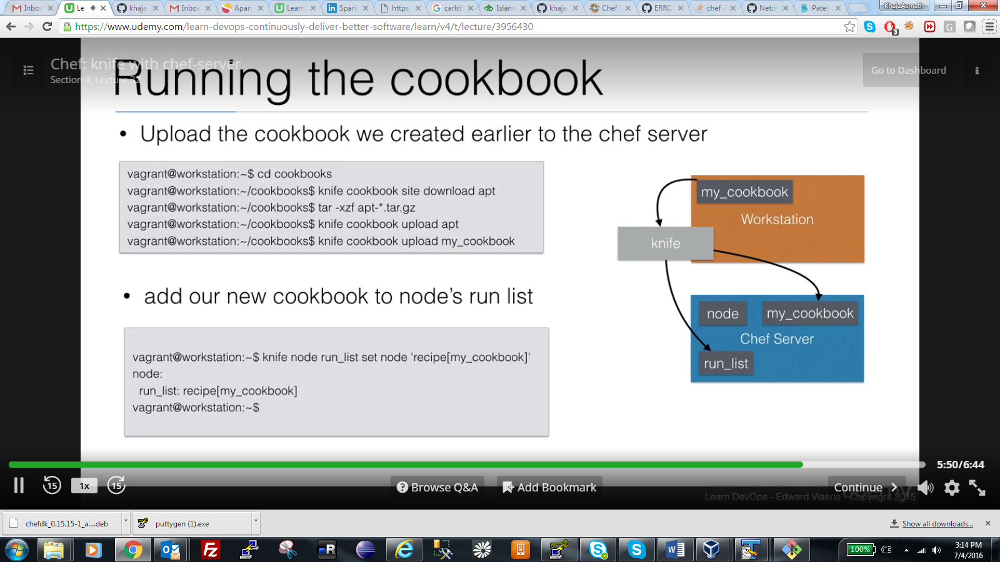 Inbox
Le
khaja
Inbox
Apart
Learn
Spark
https:
carlsb
Islam
khaja
Chef
ERRO
chef
Net::H
Patel
KhajaAsmath
https://www.udemy.com/learn-devops-continuously-deliver-better-software/learn/v4/t/lecture/3956430
3
G
Chef: knife with chef-server
Section 4, Lecture 32
Go to Dashboard
Running the cookbook
• Upload the cookbook we created earlier to the chef server
vagrant@workstation:~$ cd cookbooks
vagrant@workstation:~/cookbooks$ knife cookbook site download apt
vagrant@workstation:~/cookbooks$ tar -xzf apt-*.tar.gz
vagrant@workstation:~/cookbooks$ knife cookbook upload apt
vagrant@workstation:~/cookbooks$ knife cookbook upload my_cookbook
my_cookbook
Workstation
knife
• add our new cookbook to node’s run list
vagrant@workstation:~$ knife node run_list set node 'recipe[my_cookbook]'
node:
run_list: recipe[my_cookbook]
vagrant@workstation:~$
node
my_cookbook
Chef Server
run_list
5:50/6:44
15
1x
15
Browse Q&A
Add Bookmark
Continue
Learn DevOps - Edward Viaene - Copyright 2015
chefdk_0.15.15-1_a....deb
puttygen (1).exe
Show all downloads...
100%
3:14 PM
7/4/2016